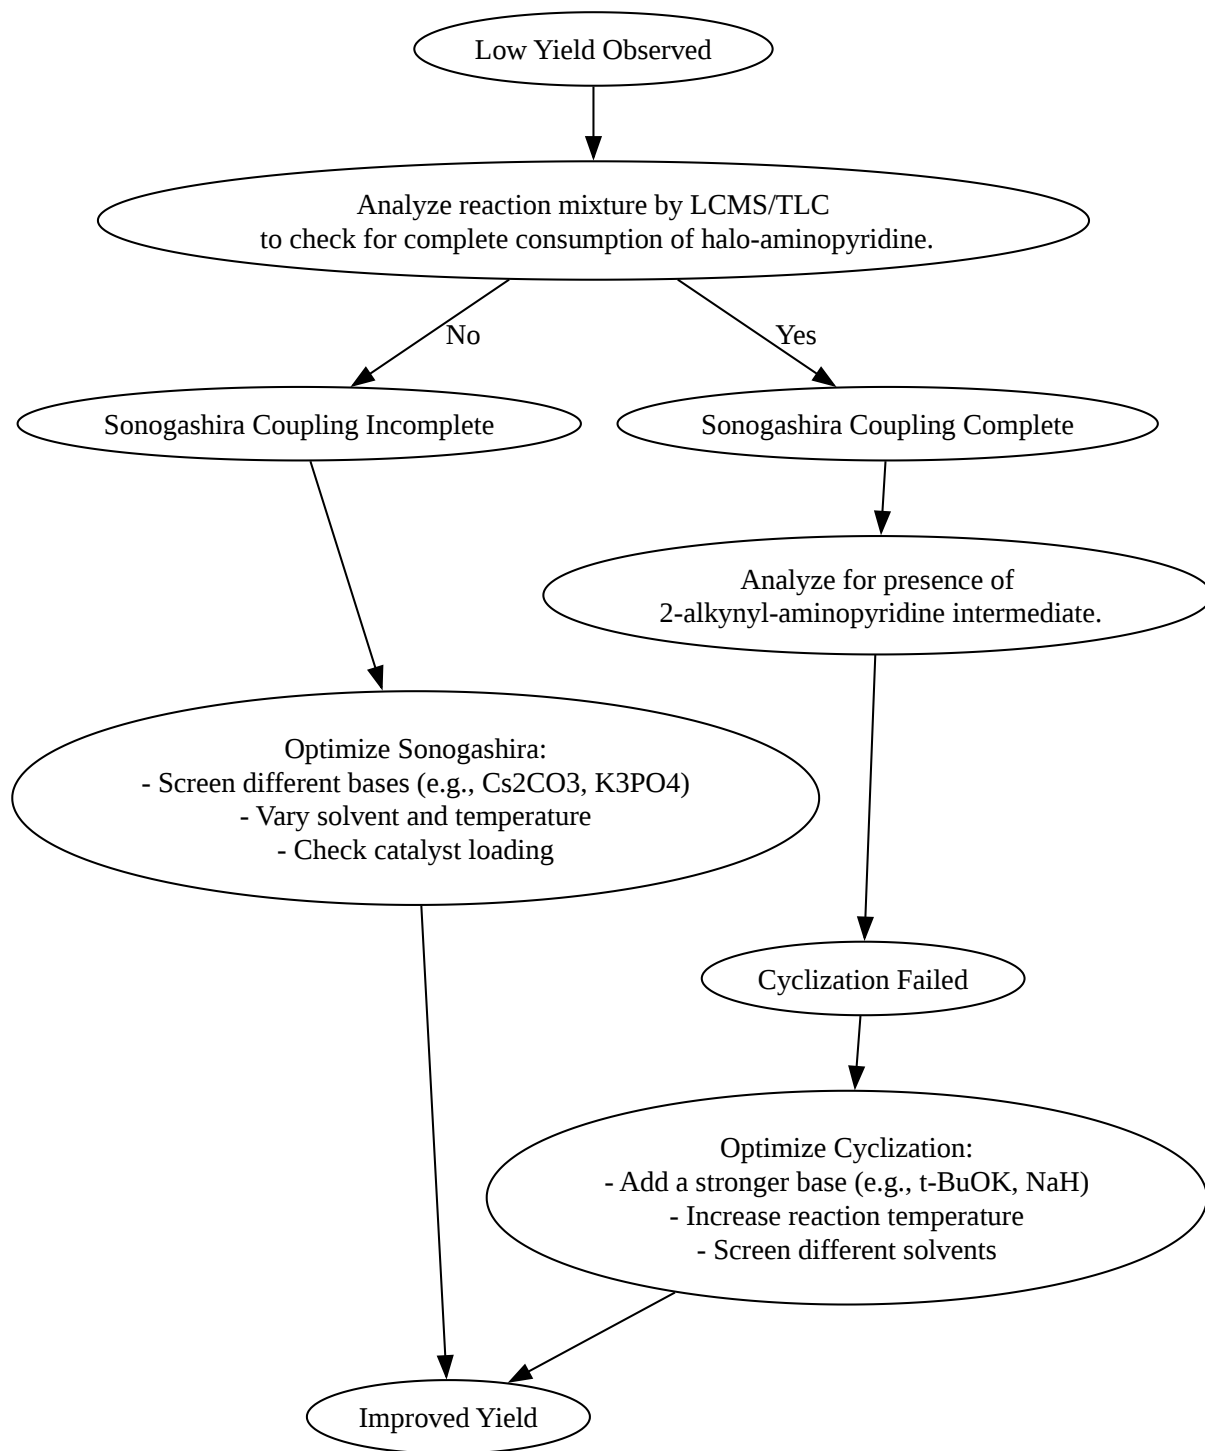 Low Yield Observed
Analyze reaction mixture by LCMS/TLC
to check for complete consumption of halo-aminopyridine.
No
Yes
Sonogashira Coupling Incomplete
Sonogashira Coupling Complete
Analyze for presence of
2-alkynyl-aminopyridine intermediate.
Optimize Sonogashira:
- Screen different bases (e.g., Cs2CO3, K3PO4)
- Vary solvent and temperature
- Check catalyst loading
Cyclization Failed
Optimize Cyclization:
- Add a stronger base (e.g., t-BuOK, NaH)
- Increase reaction temperature
- Screen different solvents
Improved Yield